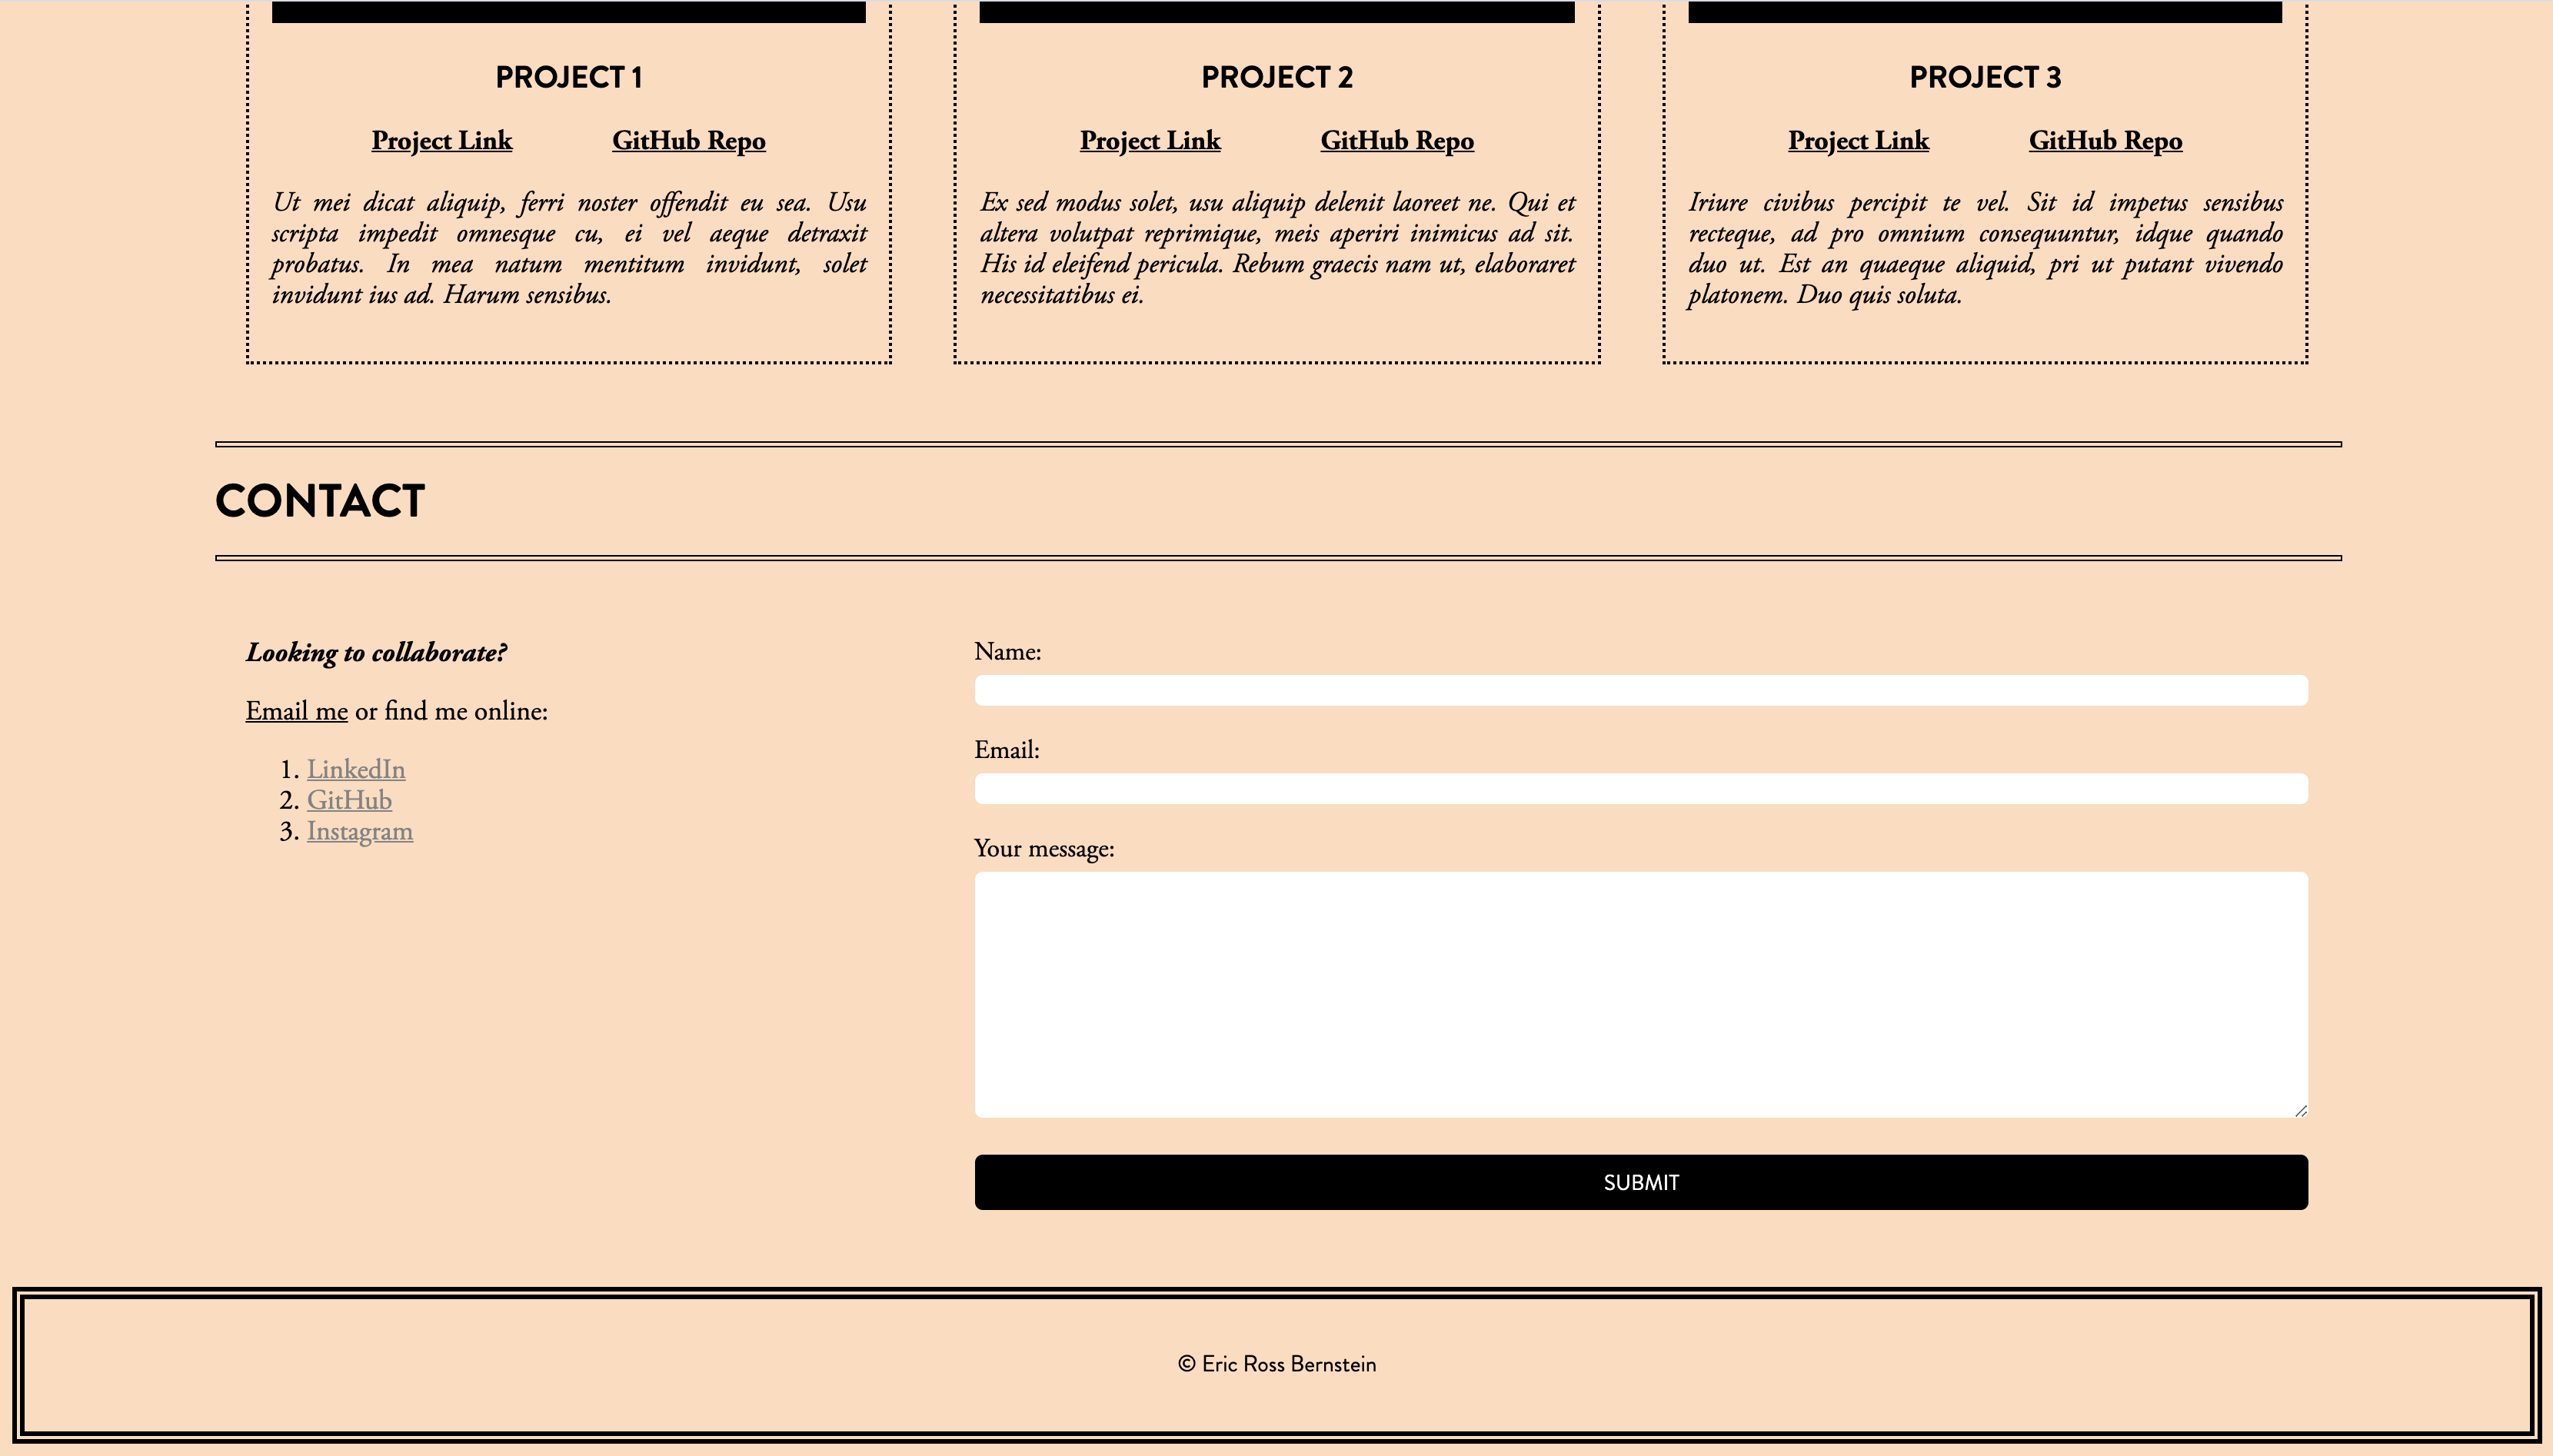 PROJECT 1
Project Link GitHub Repo
Ut mei dicat aliquip, ferri noster offendit eu sea. Usu
scripta impedit omnesque cu, ei vel aeque detraxit
probatus. In mea natum mentitum invidunt, solet
invidunt ius ad. Harum sensibus.
PROJECT 2
Project Link GitHub Repo
Ex sed modus solet, usu aliquip delenit laoreet ne. Qui et
altera volutpat reprimique, meis aperiri inimicus ad sit.
His id eleifend pericula. Rebum graecis nam ut, elaboraret
necessitatibus ei.
PROJECT 3
Project Link GitHub Repo
Iriure civibus percipit te vel. Sit id impetus sensibus
recteque, ad pro omnium consequuntur, idque quando
duo ut. Est an quaeque aliquid, pri ut putant vivendo
platonem. Duo quis soluta.
CONTACT
Looking to collaborate?
Email me or find me online:
1. LinkedIn
2. GitHub
3. Instagram
Name:
Email:
Your message:
SUBMIT
© Eric Ross Bernstein